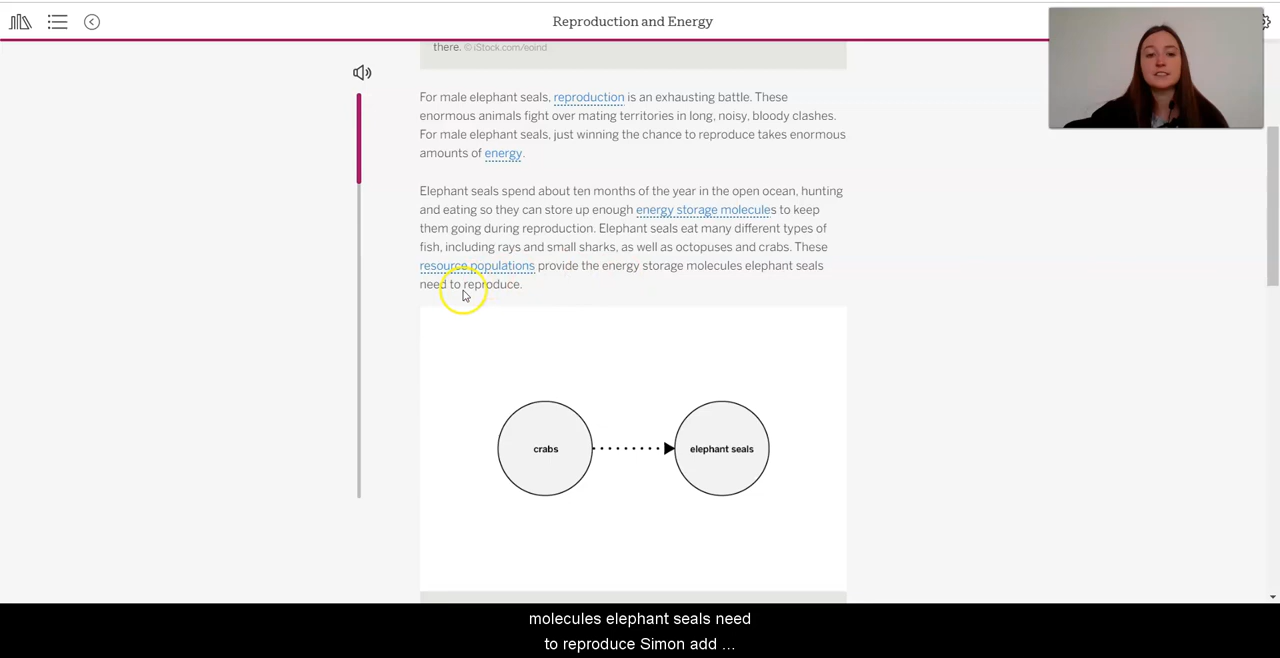 Reproduction and Energy
there. © iStock.com/eoind
For male elephant seals, reproduction is an exhausting battle. These
enormous animals fight over mating territories in long, noisy, bloody clashes.
For male elephant seals, just winning the chance to reproduce takes enormous
amounts of energy.
Elephant seals spend about ten months of the year in the open ocean, hunting
and eating so they can store up enough energy storage molecules to keep
them going during reproduction. Elephant seals eat many different types of
fish, including rays and small sharks, as well as octopuses and crabs. These
resource populations provide the energy storage molecules elephant seals
need to reproduce.
crabs
elephant seals
molecules elephant seals need
to reproduce Simon add ...